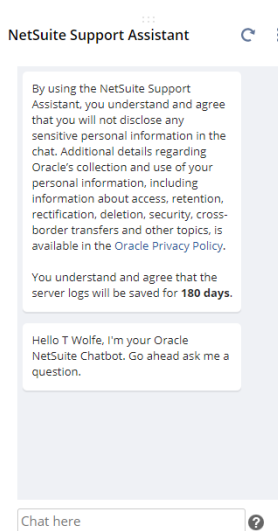 NetSuite Support Assistant
By using the NetSuite Support
Assistant, you understand and agree
that you will not disclose any
sensitive personal information in the
chat. Additional details regarding
Oracle's collection and use of your
personal information, including
information about access, retention,
rectification, deletion, security, cross-
border transfers and other topics, is
available in the Oracle Privacy Policy.
You understand and agree that the
server logs will be saved for 180 days.
Hello T Wolfe, I'm your Oracle
NetSuite Chatbot. Go ahead ask me a
question.
Chat here
?